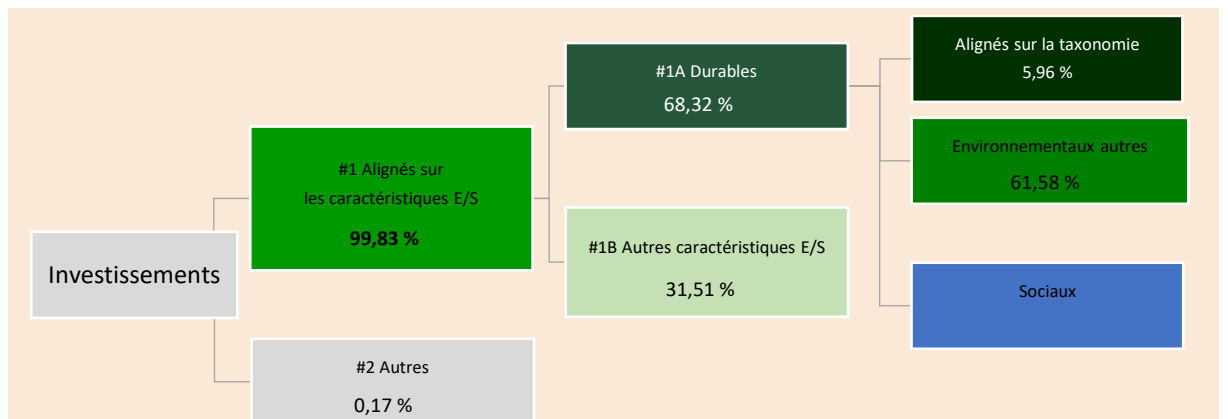 Investissements
#1 Alignés sur
les caractéristiques E/S
99,83 %
#2 Autres
0,17 %
#1A Durables
68,32 %
#1B Autres caractéristiques E/S
31,51 %
Alignés sur la taxonomie
5,96 %
Environnementaux autres
61,58 %
Sociaux